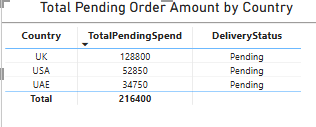 Total Pending Order Amount by Country
Country TotalPendingSpend DeliveryStatus
UK 128800 Pending
USA 52850 Pending
UAE 34750 Pending
Total 216400